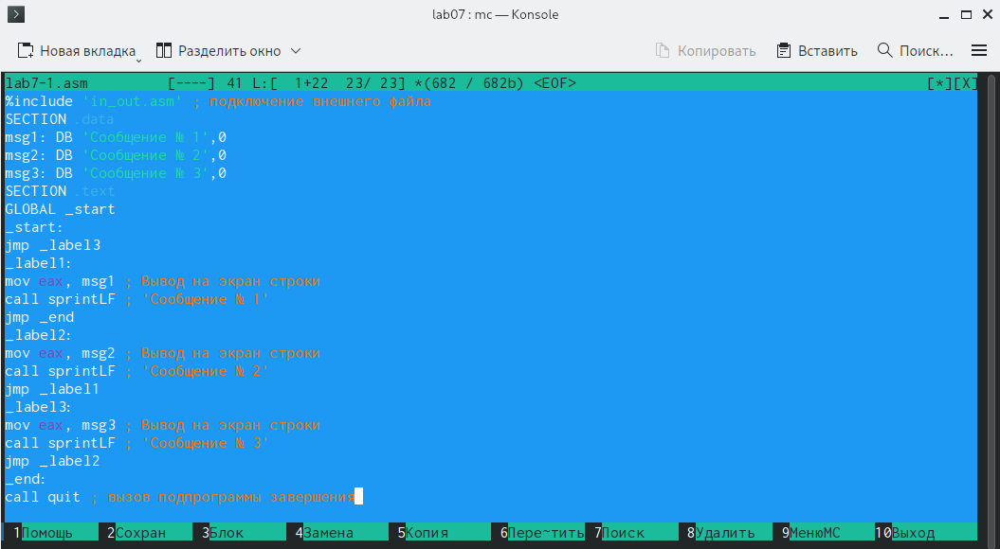 lab07 : mc — Konsole
Новая вкладка Разделить окно Копировать Вставить Поиск...
lab7-1.asm [----] 41 L:[ 1+22 23/ 23] *(682 / 682b) <EOF> [*][X]
%include 'in_out.asm' ; подключение внешнего файла
SECTION .data
msg1: DB 'Сообщение № 1',0
msg2: DB 'Сообщение № 2',0
msg3: DB 'Сообщение № 3',0
SECTION .text
GLOBAL _start
_start:
jmp _label3
_label1:
mov eax, msg1 ; Вывод на экран строки
call sprintLF ; 'Сообщение № 1'
jmp _end
_label2:
mov eax, msg2 ; Вывод на экран строки
call sprintLF ; 'Сообщение № 2'
jmp _label1
_label3:
mov eax, msg3 ; Вывод на экран строки
call sprintLF ; 'Сообщение № 3'
jmp _label2
_end:
call quit ; вызов подпрограммы завершения
1Помощь 2Сохран 3Блок 4Замена 5Копия 6Пере~тить 7Поиск 8Удалить 9МенюMC 10Выход